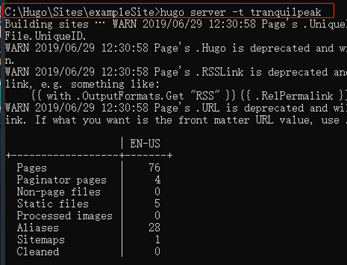 C:\Hugo\Sites\exampleSite>hugo server -t tranquilpeak
Building sites … WARN 2019/06/29 12:30:58 Page's .Unique
File.UniqueID.
WARN 2019/06/29 12:30:58 Page's .Hugo is deprecated and wi
n.
WARN 2019/06/29 12:30:58 Page's .RSSLink is deprecated and
link, e.g. something like:
{{ with .OutputFormats.Get "RSS" }}{{ .RelPermalink }}
WARN 2019/06/29 12:30:58 Page's .URL is deprecated and wil
ink. If what you want is the front matter URL value, use .
| EN-US
+------------------+-------+
Pages | 76
Paginator pages | 4
Non-page files | 0
Static files | 5
Processed images | 0
Aliases | 28
Sitemaps | 1
Cleaned | 0